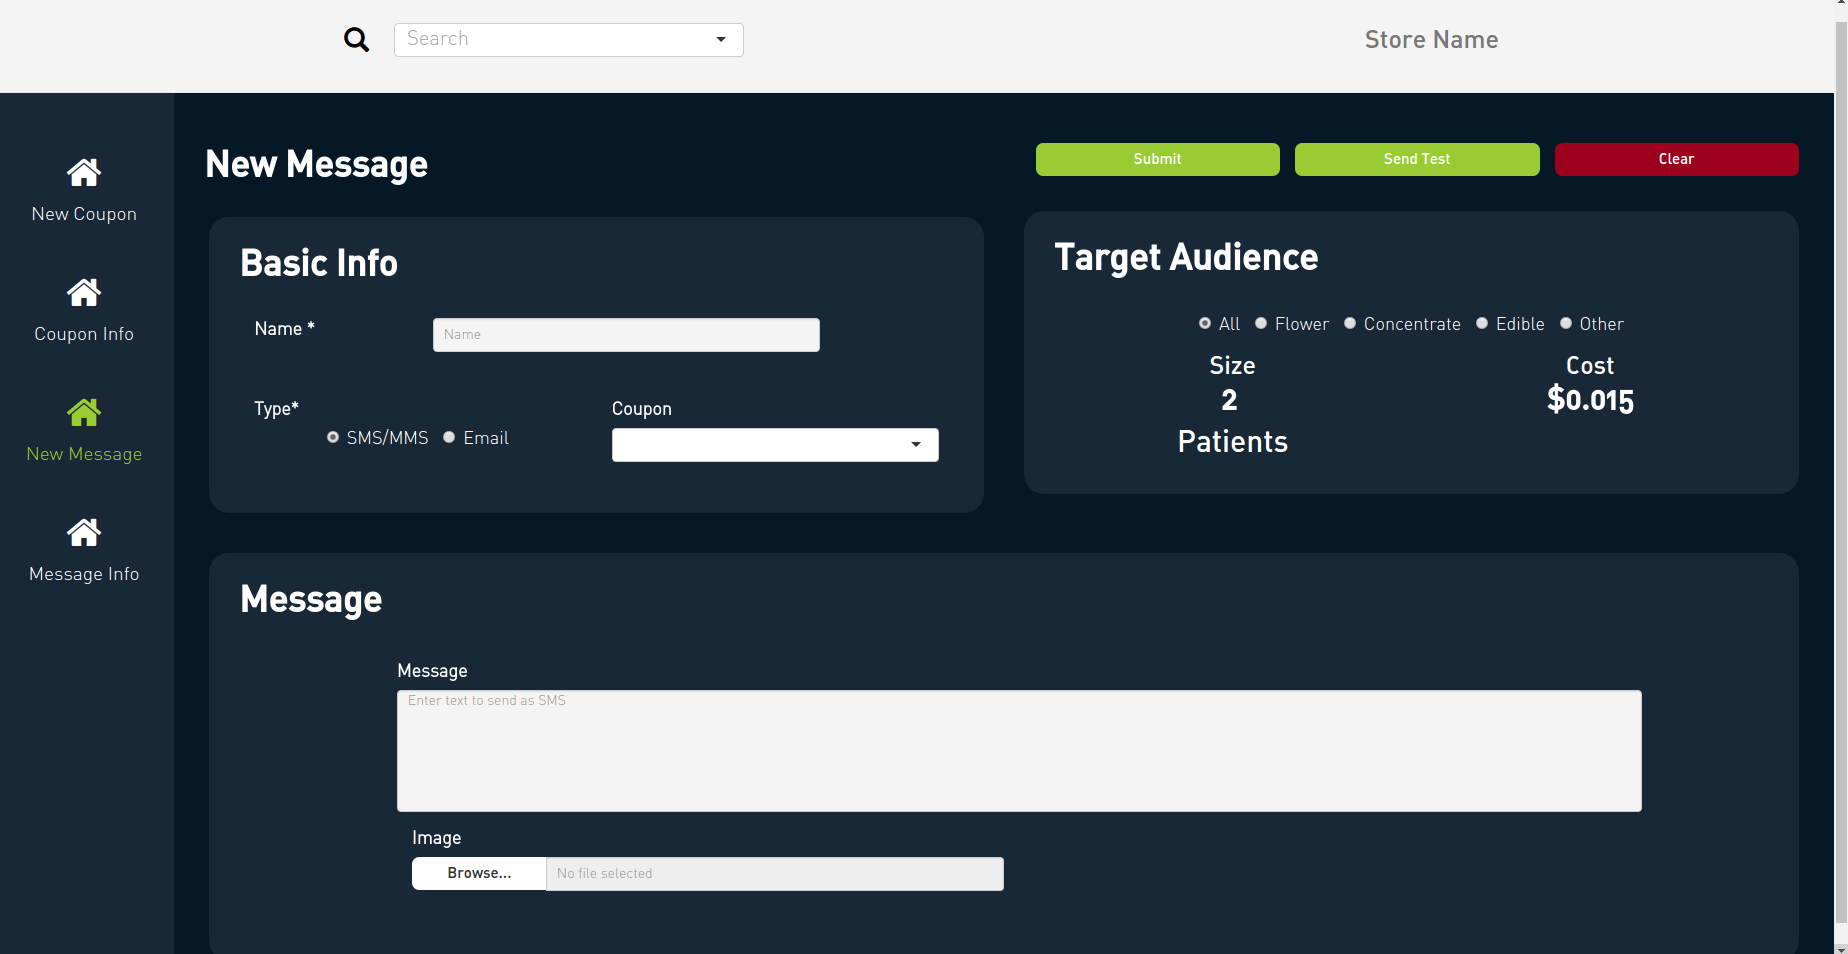 Search
Store Name
New Coupon
Coupon Info
New Message
Message Info
New Message
Submit
Send Test
Clear
Basic Info
Name *
Name
Type*
SMS/MMS Email
Coupon
Target Audience
All Flower Concentrate Edible Other
Size
2
Patients
Cost
$0.015
Message
Message
Enter text to send as SMS
Image
Browse...
No file selected